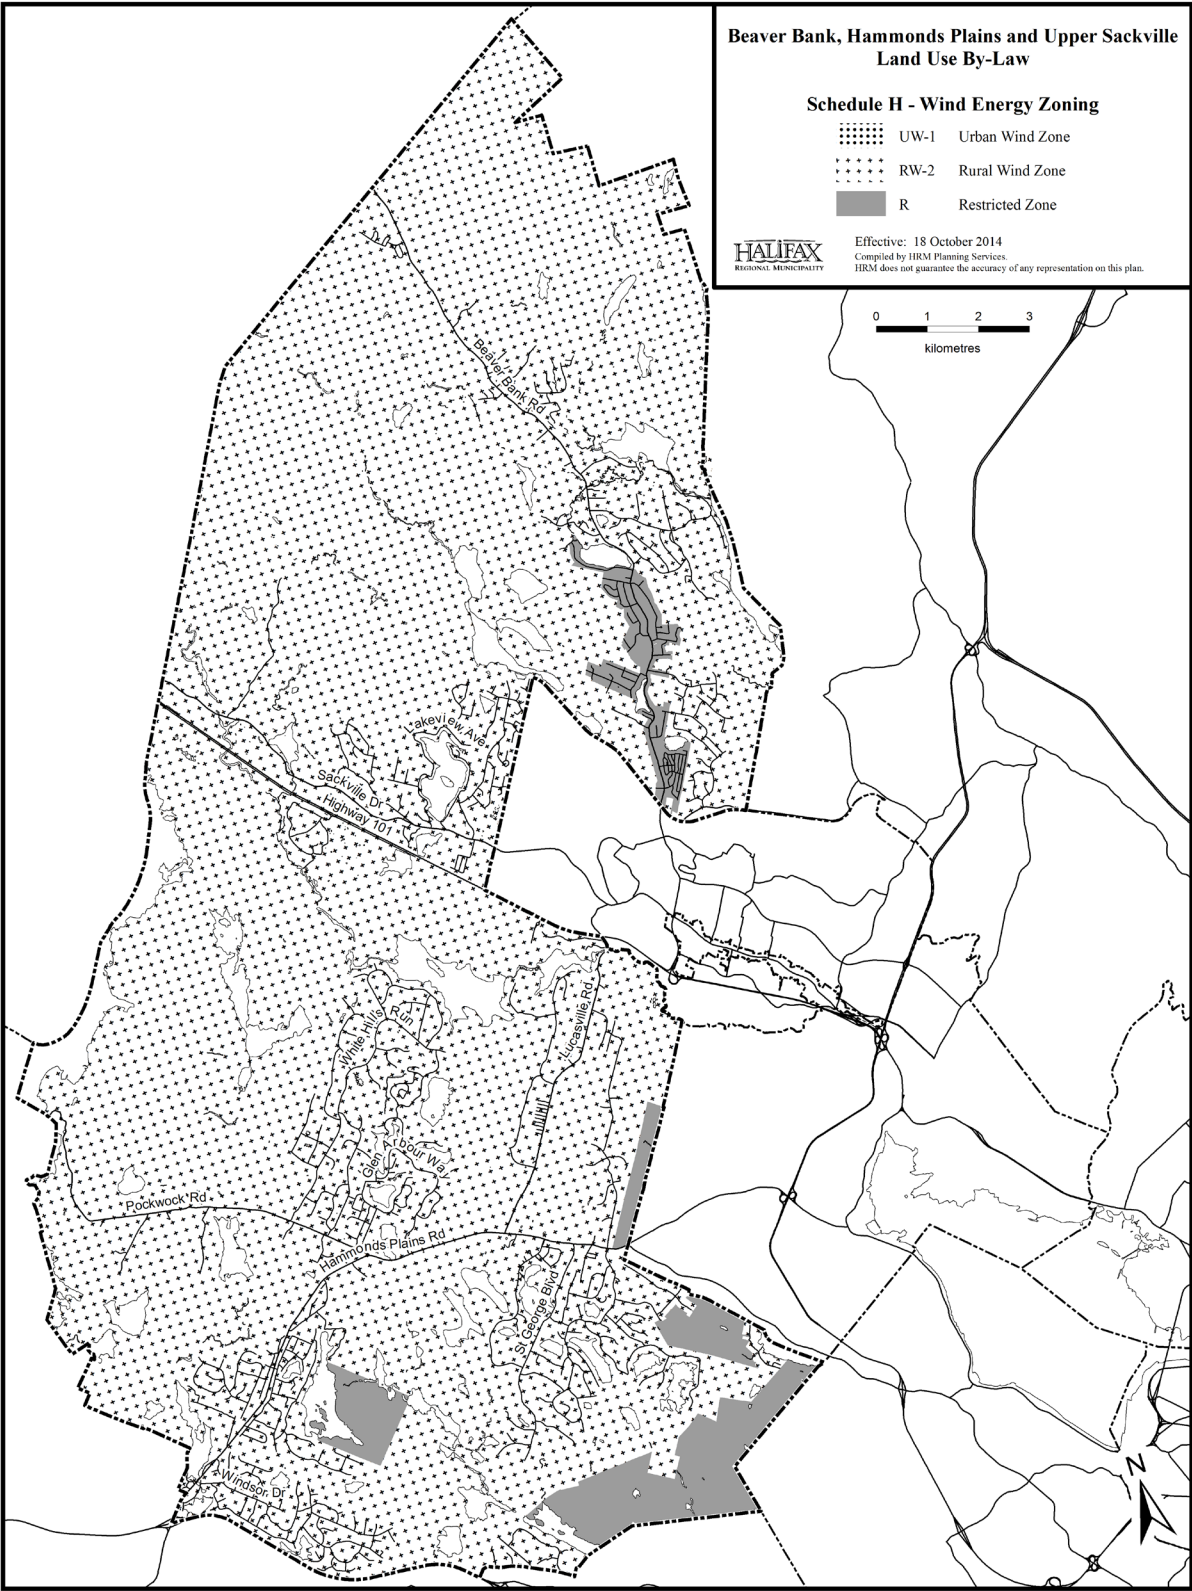 Beaver Bank, Hammonds Plains and Upper Sackville
Land Use By-Law
Schedule H - Wind Energy Zoning
UW-1 Urban Wind Zone
RW-2 Rural Wind Zone
R Restricted Zone
HALIFAX
REGIONAL MUNICIPALITY
Effective: 18 October 2014
Compiled by HRM Planning Services.
HRM does not guarantee the accuracy of any representation on this plan.
0 1 2 3
kilometres
Beaver Bank Rd
akeview Ave
Sackville Dr
Highway 101
Lucasville Rd
White Hills Run
Glen Arbour Wa
Pockwock Rd
Hammonds Plains Rd
St George Blvd
Windsor Dr
N